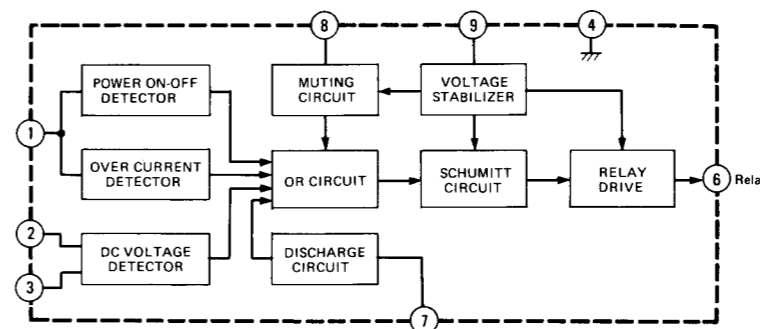 8
9
4
POWER ON-OFF
DETECTOR
MUTING
CIRCUIT
VOLTAGE
STABILIZER
1
OVER CURRENT
DETECTOR
OR CIRCUIT
SCHUMITT
CIRCUIT
RELAY
DRIVE
6 Rela
2
DC VOLTAGE
DETECTOR
DISCHARGE
CIRCUIT
3
7